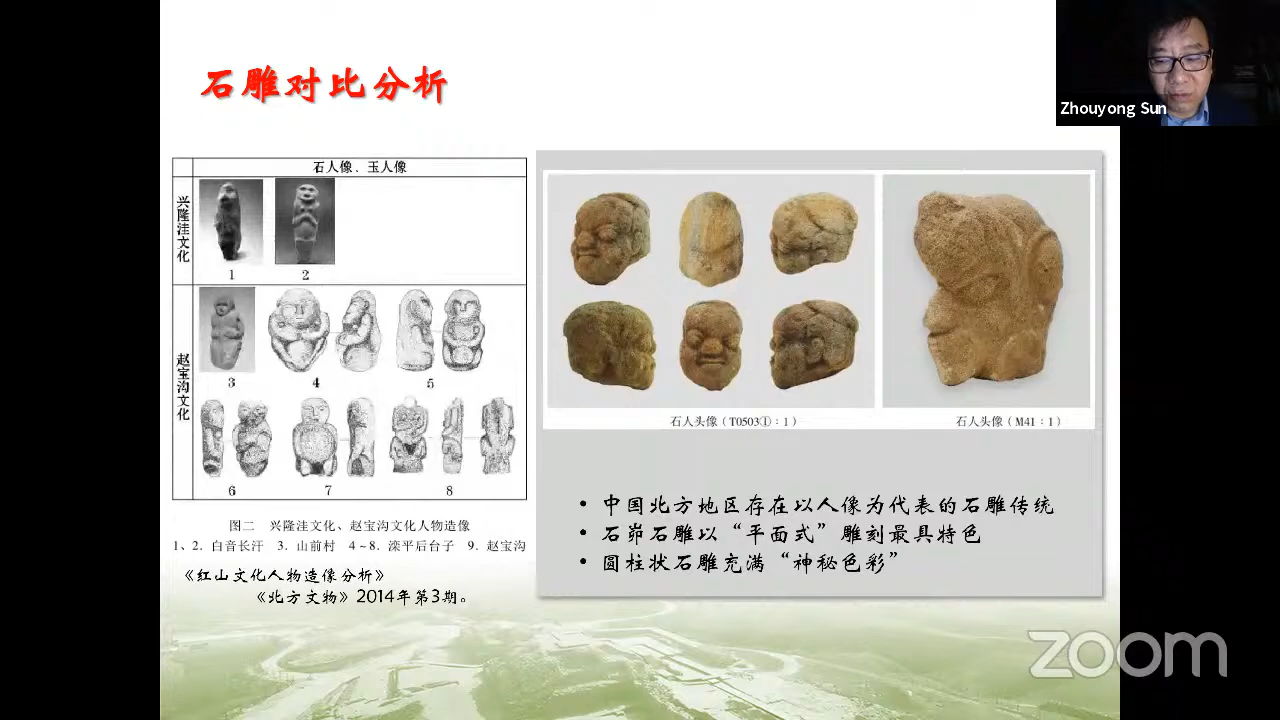 石雕对比分析
Zhouyong Sun
石人像、玉人像
兴隆洼文化
1
2
赵宝沟文化
3
4
5
6
7
8
图二 兴隆洼文化、赵宝沟文化人物造像
1、2. 白音长汗 3. 山前村 4~8. 滦平后台子 9. 赵宝沟
《红山文化人物造像分析》
《北方文物》2014年第3期。
石人头像（T0503①：1）
石人头像（M41：1）
• 中国北方地区存在以人像为代表的石雕传统
• 石峁石雕以“平面式”雕刻最具特色
• 圆柱状石雕充满“神秘色彩”
zoom